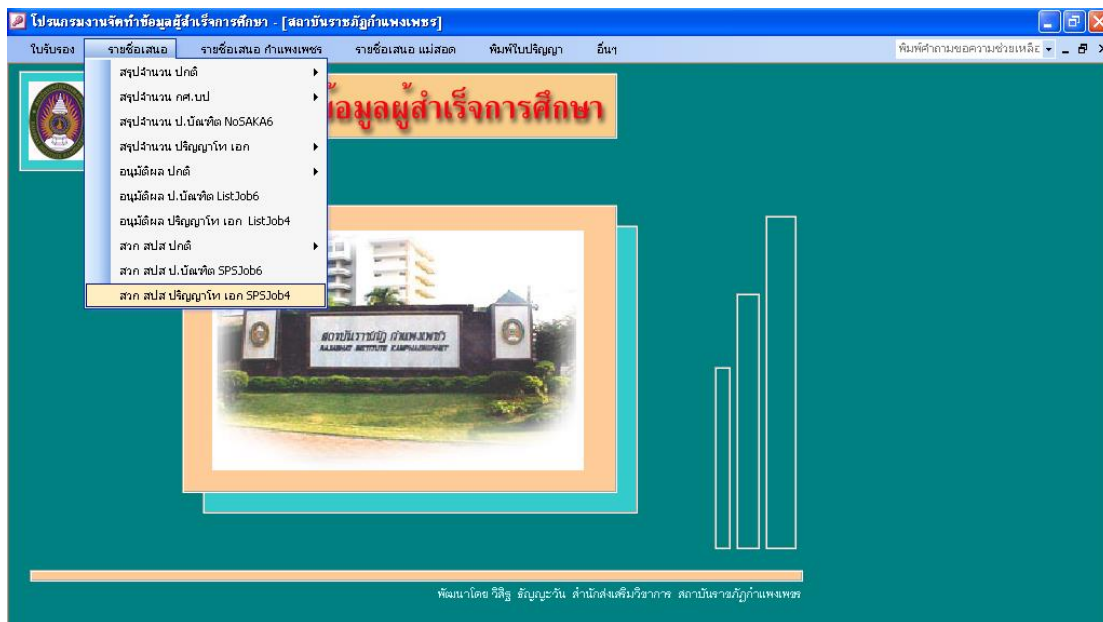 โปรแกรมงานจัดทำข้อมูลผู้สำเร็จการศึกษา - [สถาบันราชภัฏกำแพงเพชร]
ใบรับรอง รายชื่อเสนอ รายชื่อเสนอ กำแพงเพชร รายชื่อเสนอ แม่สอด พิมพ์ใบปริญญา อื่นๆ พิมพ์คำถามขอความช่วยเหลือ
สรุปจำนวน ปกติ
ข้อมูลผู้สำเร็จการศึกษา
สรุปจำนวน กศ.บป
สรุปจำนวน ป.บัณฑิต NoSAKA6
สรุปจำนวน ปริญญาโท เอก
อนุมัติผล ปกติ
อนุมัติผล ป.บัณฑิต ListJob6
อนุมัติผล ปริญญาโท เอก ListJob4
สวก สปส ปกติ
สวก สปส ป.บัณฑิต SPSJob6
สวก สปส ปริญญาโท เอก SPSJob4
สถาบันราชภัฏ กำแพงเพชร
RAJABHAT INSTITUTE KAMPHAENGPHET
พัฒนาโดย วิสิฐ ธัญญะวัน สำนักส่งเสริมวิชาการ สถาบันราชภัฏกำแพงเพชร